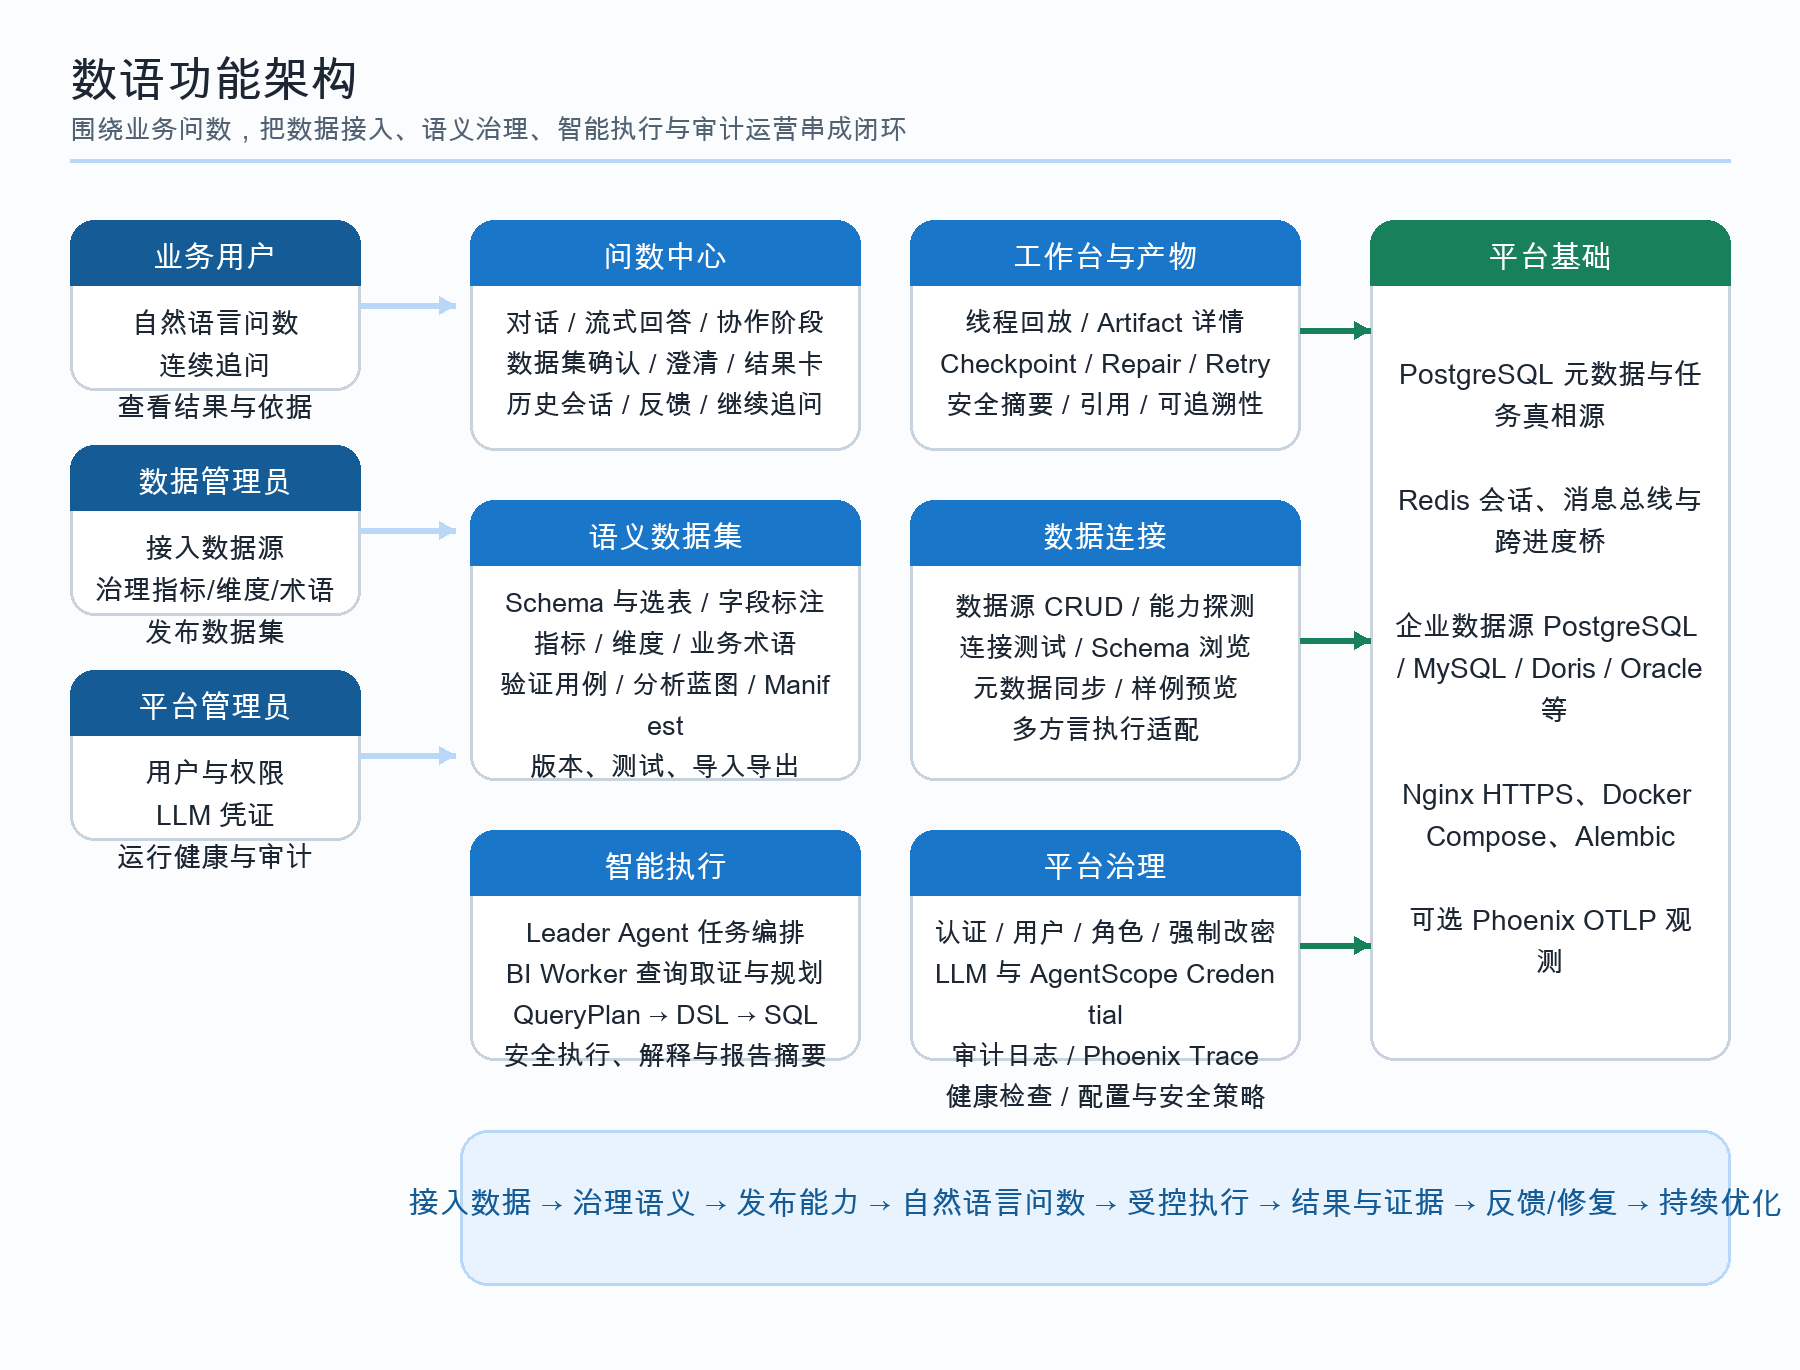 数语功能架构
围绕业务问数，把数据接入、语义治理、智能执行与审计运营串成闭环
业务用户
自然语言问数
连续追问
查看结果与依据
数据管理员
接入数据源
治理指标/维度/术语
发布数据集
平台管理员
用户与权限
LLM 凭证
运行健康与审计
问数中心
对话 / 流式回答 / 协作阶段
数据集确认 / 澄清 / 结果卡
历史会话 / 反馈 / 继续追问
语义数据集
Schema 与选表 / 字段标注
指标 / 维度 / 业务术语
验证用例 / 分析蓝图 / Manif
est
版本、测试、导入导出
智能执行
Leader Agent 任务编排
BI Worker 查询取证与规划
QueryPlan → DSL → SQL
安全执行、解释与报告摘要
工作台与产物
线程回放 / Artifact 详情
Checkpoint / Repair / Retry
安全摘要 / 引用 / 可追溯性
数据连接
数据源 CRUD / 能力探测
连接测试 / Schema 浏览
元数据同步 / 样例预览
多方言执行适配
平台治理
认证 / 用户 / 角色 / 强制改密
LLM 与 AgentScope Creden
tial
审计日志 / Phoenix Trace
健康检查 / 配置与安全策略
平台基础
PostgreSQL 元数据与任
务真相源
Redis 会话、消息总线与
跨进度桥
企业数据源 PostgreSQL
/ MySQL / Doris / Oracle
等
Nginx HTTPS、Docker
Compose、Alembic
可选 Phoenix OTLP 观
测
接入数据 → 治理语义 → 发布能力 → 自然语言问数 → 受控执行 → 结果与证据 → 反馈/修复 → 持续优化